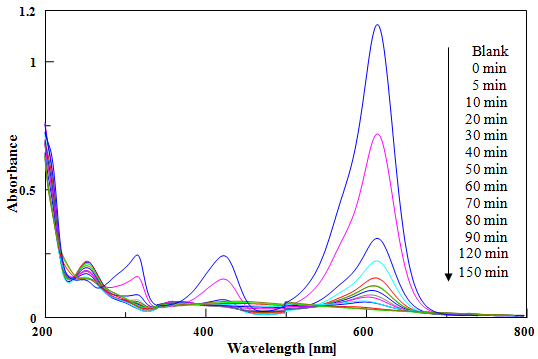 1.2
1
0.5
0
Absorbance
200
400
600
800
Wavelength [nm]
Blank
0 min
5 min
10 min
20 min
30 min
40 min
50 min
60 min
70 min
80 min
90 min
120 min
150 min